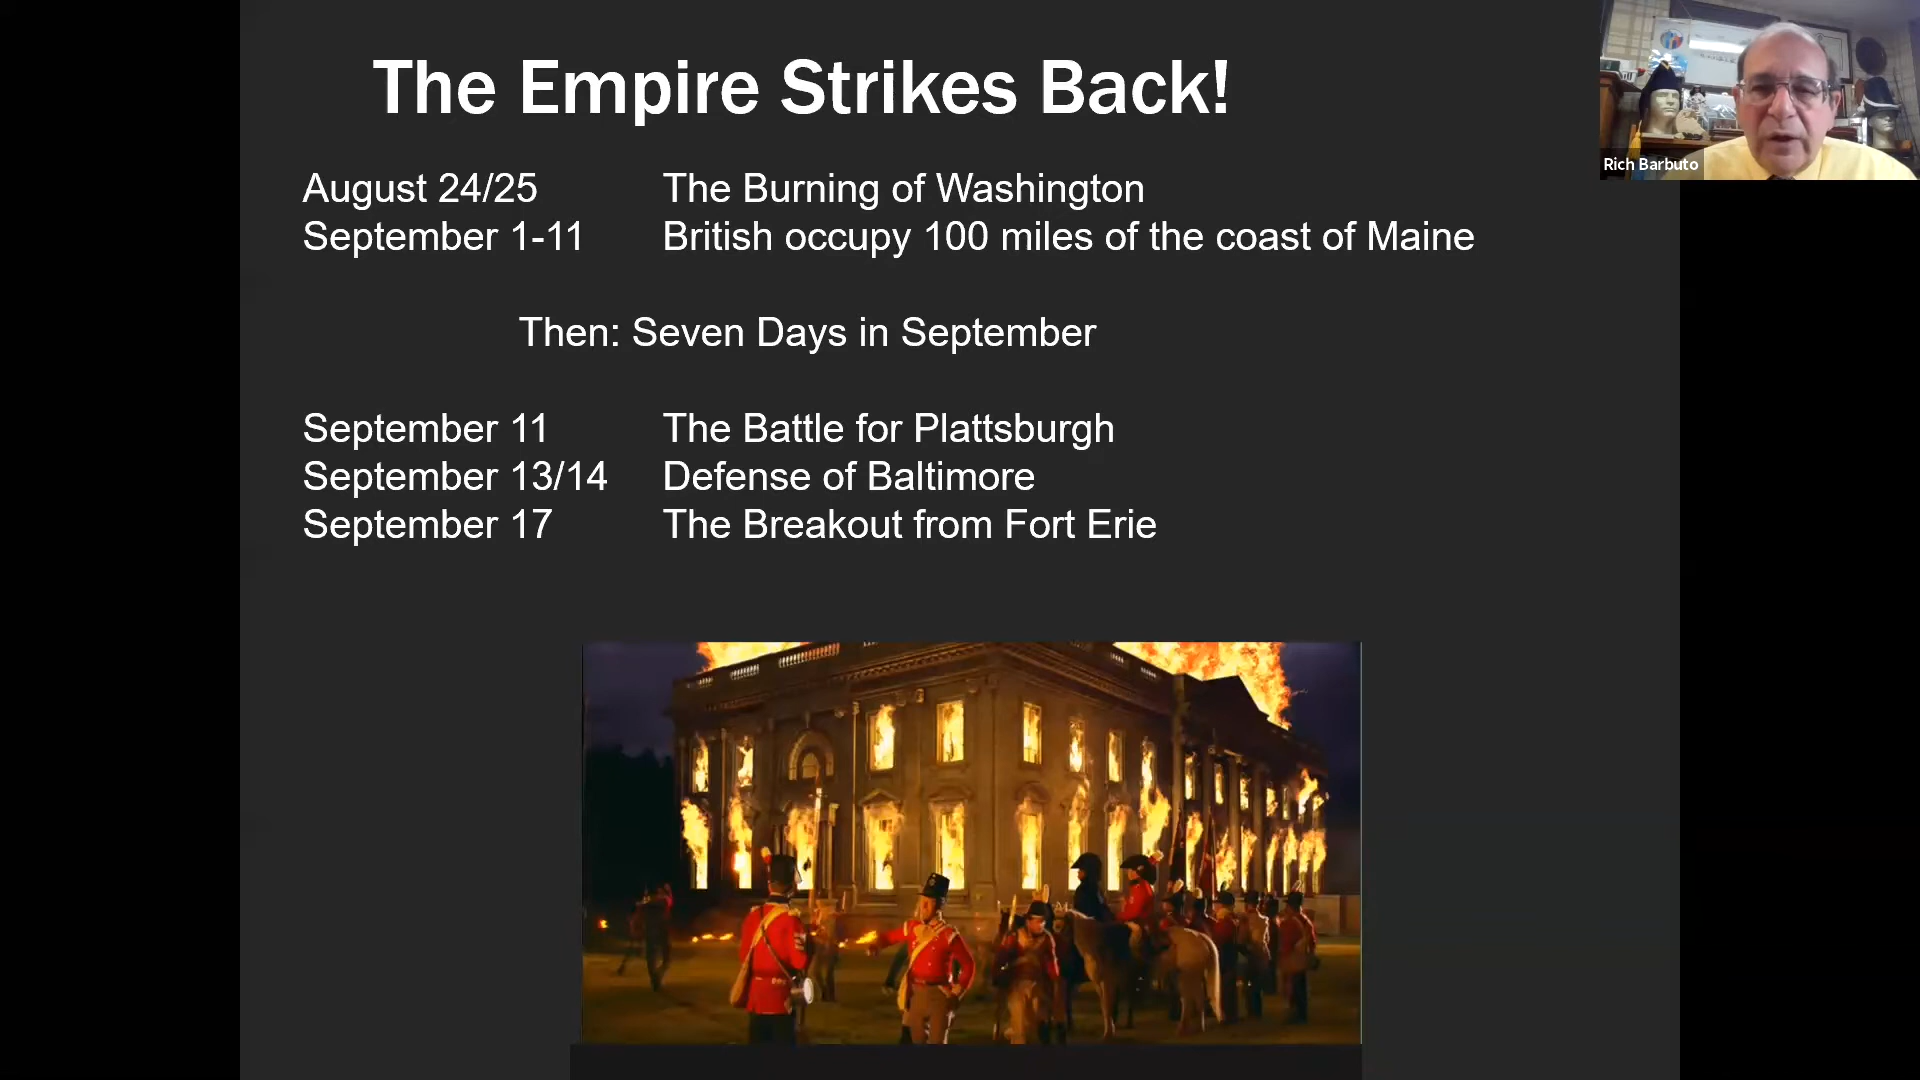 The Empire Strikes Back!
Rich Barbuto
August 24/25 The Burning of Washington
September 1-11 British occupy 100 miles of the coast of Maine
Then: Seven Days in September
September 11 The Battle for Plattsburgh
September 13/14 Defense of Baltimore
September 17 The Breakout from Fort Erie